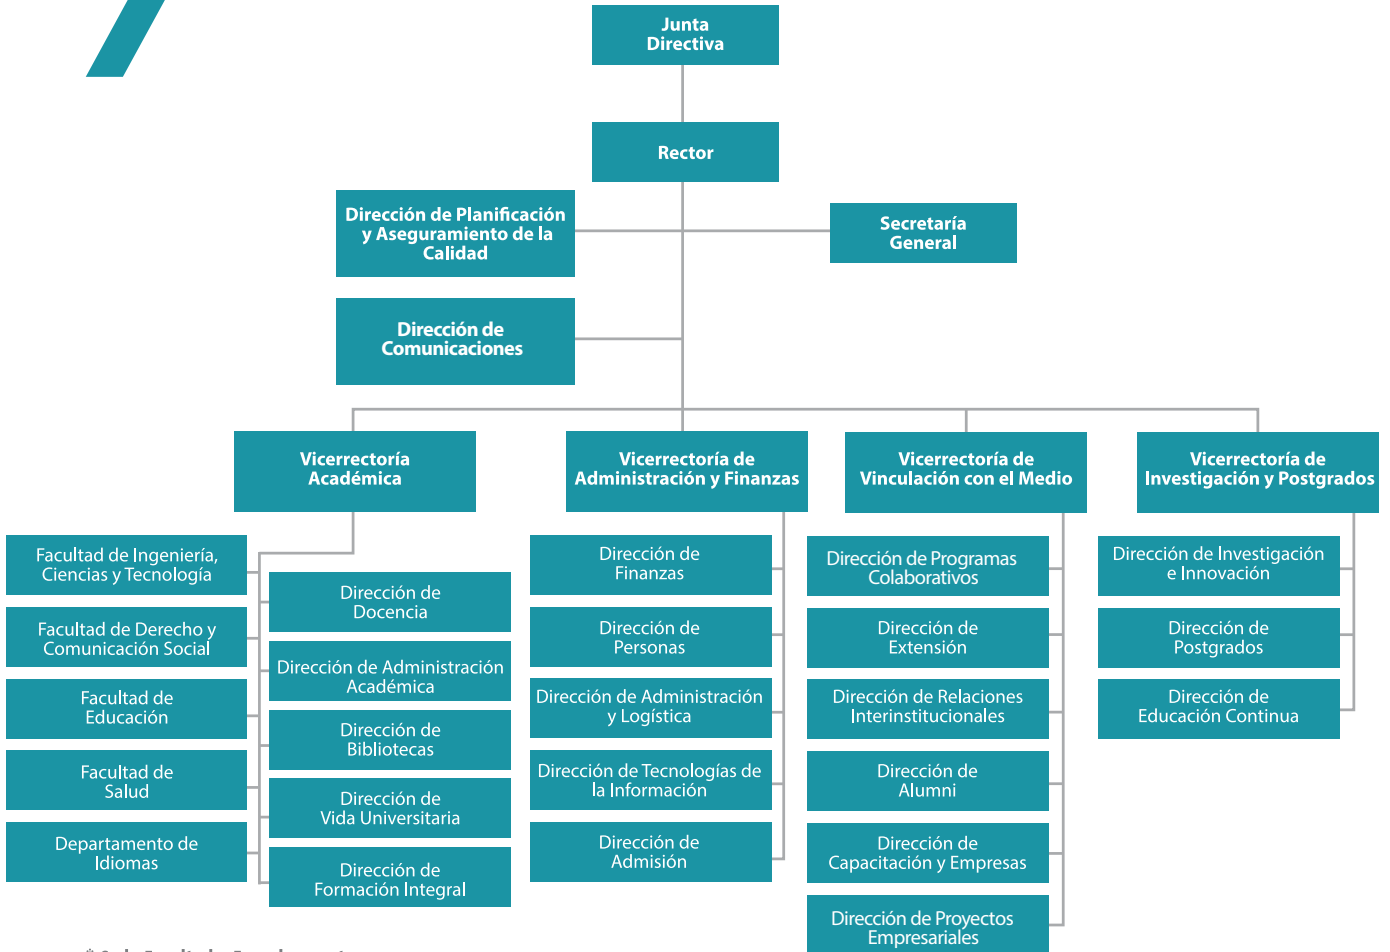 Junta
Directiva
Rector
Dirección de Planificación
y Aseguramiento de la
Calidad
Secretaría
General
Dirección de
Comunicaciones
Vicerrectoría
Académica
Vicerrectoría de
Administración y Finanzas
Vicerrectoría de
Vinculación con el Medio
Vicerrectoría de
Investigación y Postgrados
Facultad de Ingeniería,
Ciencias y Tecnología
Facultad de Derecho y
Comunicación Social
Facultad de
Educación
Facultad de
Salud
Departamento de
Idiomas
Dirección de
Docencia
Dirección de Administración
Académica
Dirección de
Bibliotecas
Dirección de
Vida Universitaria
Dirección de
Formación Integral
Dirección de
Finanzas
Dirección de
Personas
Dirección de Administración
y Logística
Dirección de Tecnologías de
la Información
Dirección de
Admisión
Dirección de Programas
Colaborativos
Dirección de
Extensión
Dirección de Relaciones
Interinstitucionales
Dirección de
Alumni
Dirección de
Capacitación y Empresas
Dirección de Proyectos
Empresariales
Dirección de Investigación
e Innovación
Dirección de
Postgrados
Dirección de
Educación Continua